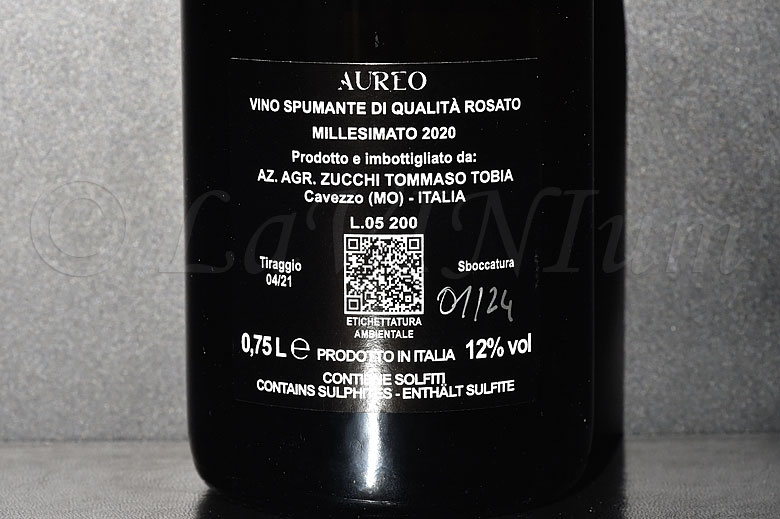 AUREO
VINO SPUMANTE DI QUALITÀ ROSATO
MILLESIMATO 2020
Prodotto e imbottigliato da:
AZ. AGR. ZUCCHI TOMMASO TOBIA
Cavezzo (MO) - ITALIA
© LaVINIum
L.05 200
Tiraggio
04/21
Sboccatura
01/24
ETICHETTATURA
AMBIENTALE
0,75 L e PRODOTTO IN ITALIA 12% vol
CONTIENE SOLFITI
CONTAINS SULPHITES - ENTHÄLT SULFITE